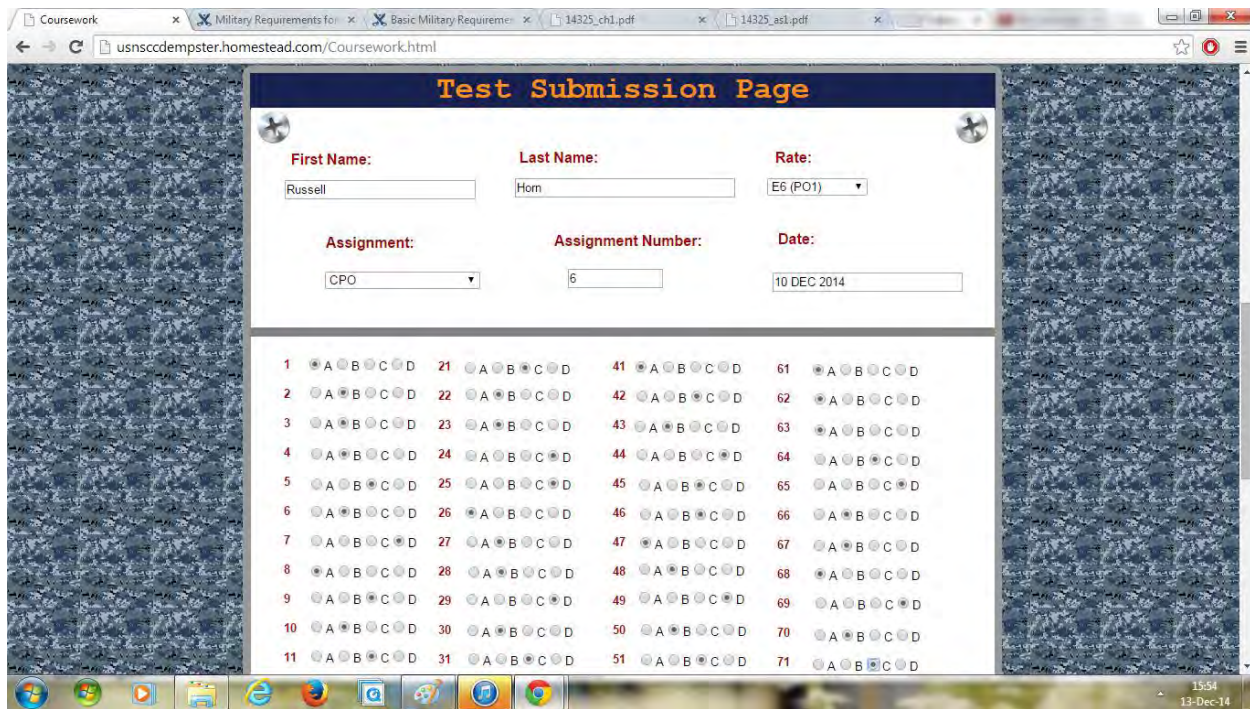 Coursework
Military Requirements for
Basic Military Requiremen
14325_ch1.pdf
14325_as1.pdf
usnsccdempster.homestead.com/Coursework.html
Test Submission Page
First Name:
Last Name:
Rate:
Russell
Horn
E6 (PO1)
Assignment:
Assignment Number:
Date:
CPO
6
10 DEC 2014
1 A B C D 21 A B C D 41 A B C D 61 A B C D
2 A B C D 22 A B C D 42 A B C D 62 A B C D
3 A B C D 23 A B C D 43 A B C D 63 A B C D
4 A B C D 24 A B C D 44 A B C D 64 A B C D
5 A B C D 25 A B C D 45 A B C D 65 A B C D
6 A B C D 26 A B C D 46 A B C D 66 A B C D
7 A B C D 27 A B C D 47 A B C D 67 A B C D
8 A B C D 28 A B C D 48 A B C D 68 A B C D
9 A B C D 29 A B C D 49 A B C D 69 A B C D
10 A B C D 30 A B C D 50 A B C D 70 A B C D
11 A B C D 31 A B C D 51 A B C D 71 A B C D
15:54
13-Dec-14